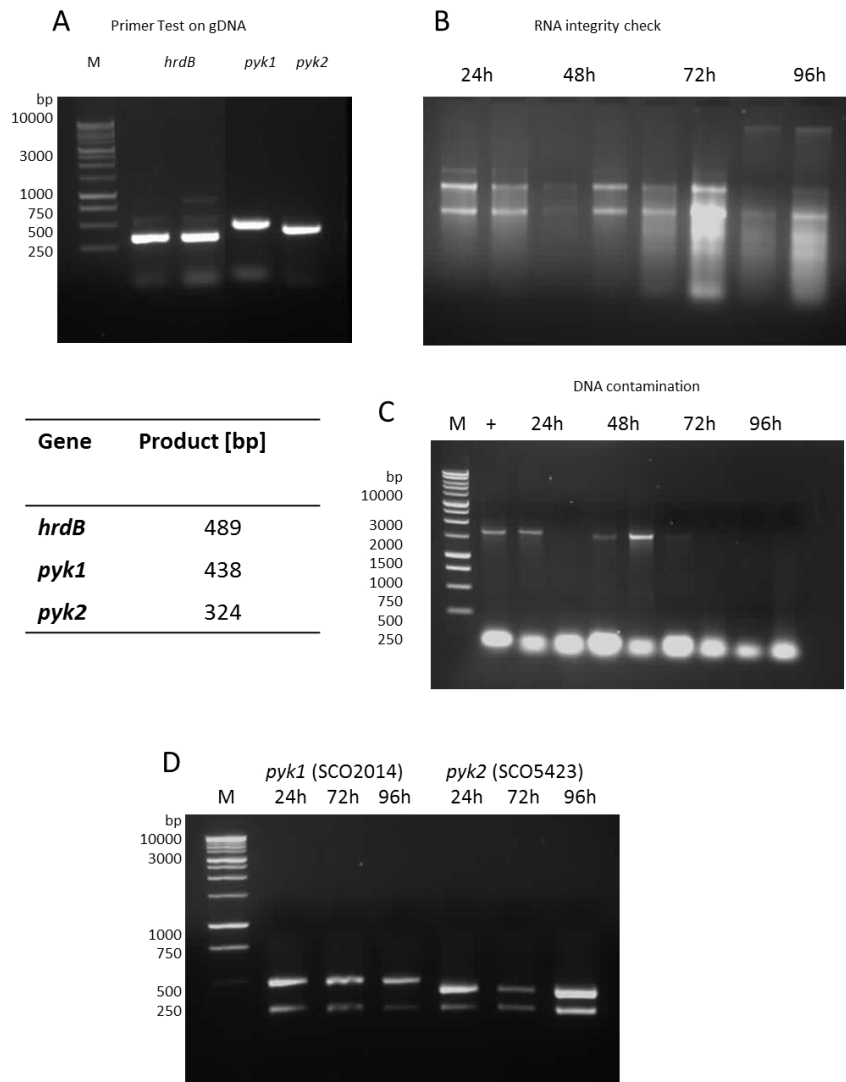 A
Primer Test on gDNA
M hrdB pyk1 pyk2
bp
10000
3000
1000
750
500
250
B
RNA integrity check
24h 48h 72h 96h
Gene Product [bp]
hrdB 489
pyk1 438
pyk2 324
C
DNA contamination
M + 24h 48h 72h 96h
bp
10000
3000
2000
1500
1000
750
500
250
D
pyk1 (SCO2014) pyk2 (SCO5423)
M 24h 72h 96h 24h 72h 96h
bp
10000
3000
1000
750
500
250